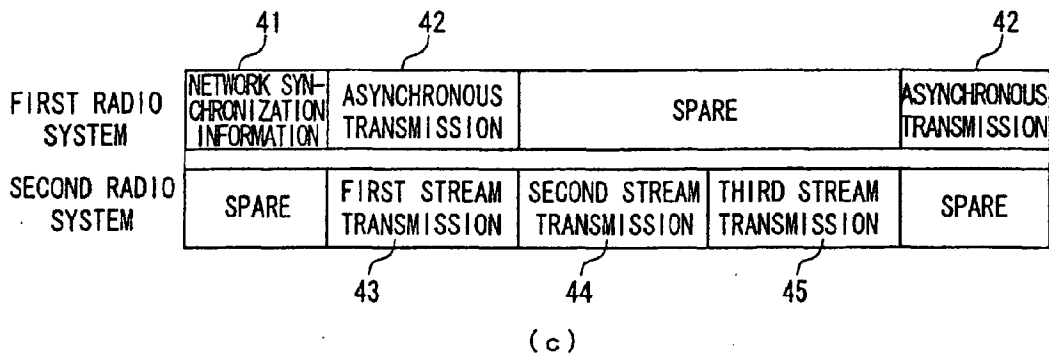 41 42 42
FIRST RADIO
SYSTEM
NETWORK SYN-
CHRONIZATION
INFORMATION
ASYNCHRONOUS
TRANSMISSION
SPARE
ASYNCHRONOUS
TRANSMISSION
SECOND RADIO
SYSTEM
SPARE
FIRST STREAM
TRANSMISSION
SECOND STREAM
TRANSMISSION
THIRD STREAM
TRANSMISSION
SPARE
43 44 45
(c)